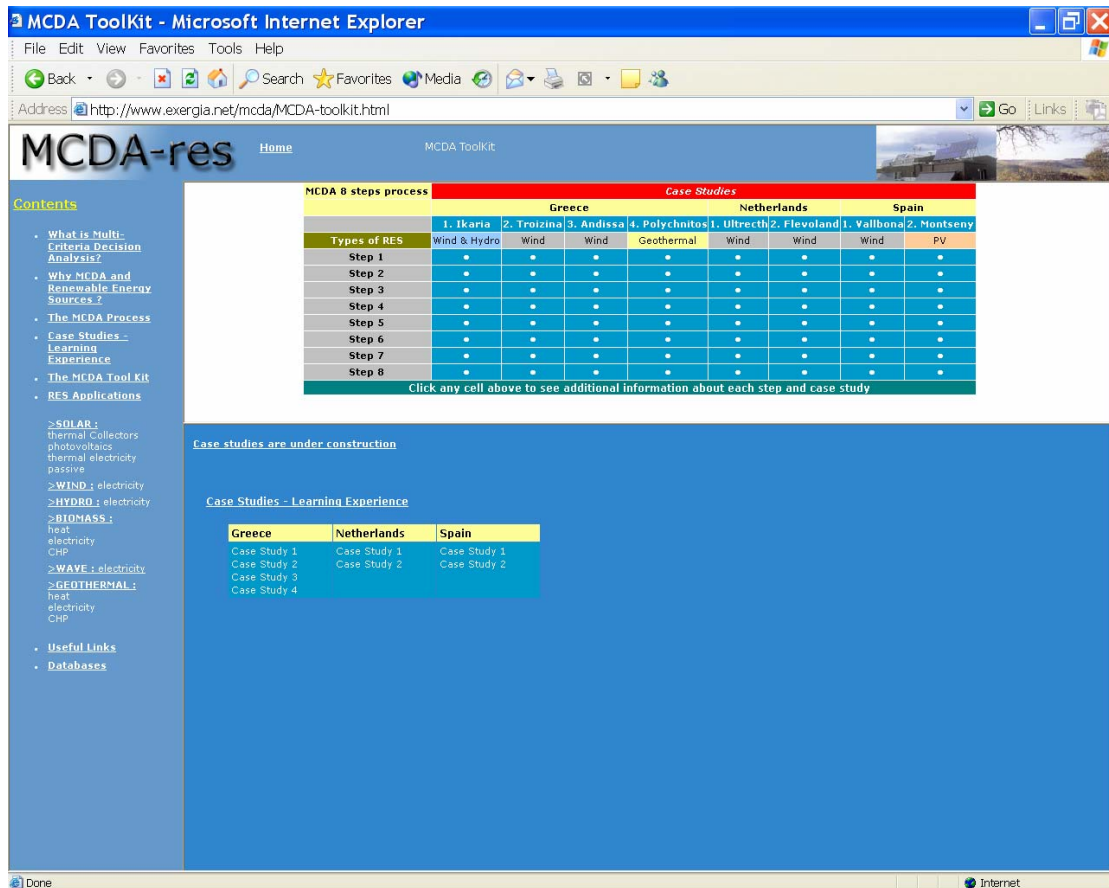 MCDA ToolKit - Microsoft Internet Explorer
File Edit View Favorites Tools Help
Back Search Favorites Media
Address http://www.exergia.net/mcda/MCDA-toolkit.html Go Links
MCDA-res Home MCDA ToolKit
Contents
• What is Multi-
Criteria Decision
Analysis?
• Why MCDA and
Renewable Energy
Sources ?
• The MCDA Process
• Case Studies -
Learning
Experience
• The MCDA Tool Kit
• RES Applications
>SOLAR :
thermal Collectors
photovoltaics
thermal electricity
passive
>WIND : electricity
>HYDRO : electricity
>BIOMASS :
heat
electricity
CHP
>WAVE : electricity
>GEOTHERMAL :
heat
electricity
CHP
• Useful Links
• Databases
MCDA 8 steps process Case Studies
Greece Netherlands Spain
1. Ikaria 2. Troizina 3. Andissa 4. Polychnitos 1. Ultrecth 2. Flevoland 1. Vallbona 2. Montseny
Types of RES Wind & Hydro Wind Wind Geothermal Wind Wind Wind PV
Step 1 • • • • • • • •
Step 2 • • • • • • • •
Step 3 • • • • • • • •
Step 4 • • • • • • • •
Step 5 • • • • • • • •
Step 6 • • • • • • • •
Step 7 • • • • • • • •
Step 8 • • • • • • • •
Click any cell above to see additional information about each step and case study
Case studies are under construction
Case Studies - Learning Experience
Greece Netherlands Spain
Case Study 1 Case Study 1 Case Study 1
Case Study 2 Case Study 2 Case Study 2
Case Study 3
Case Study 4
Done Internet